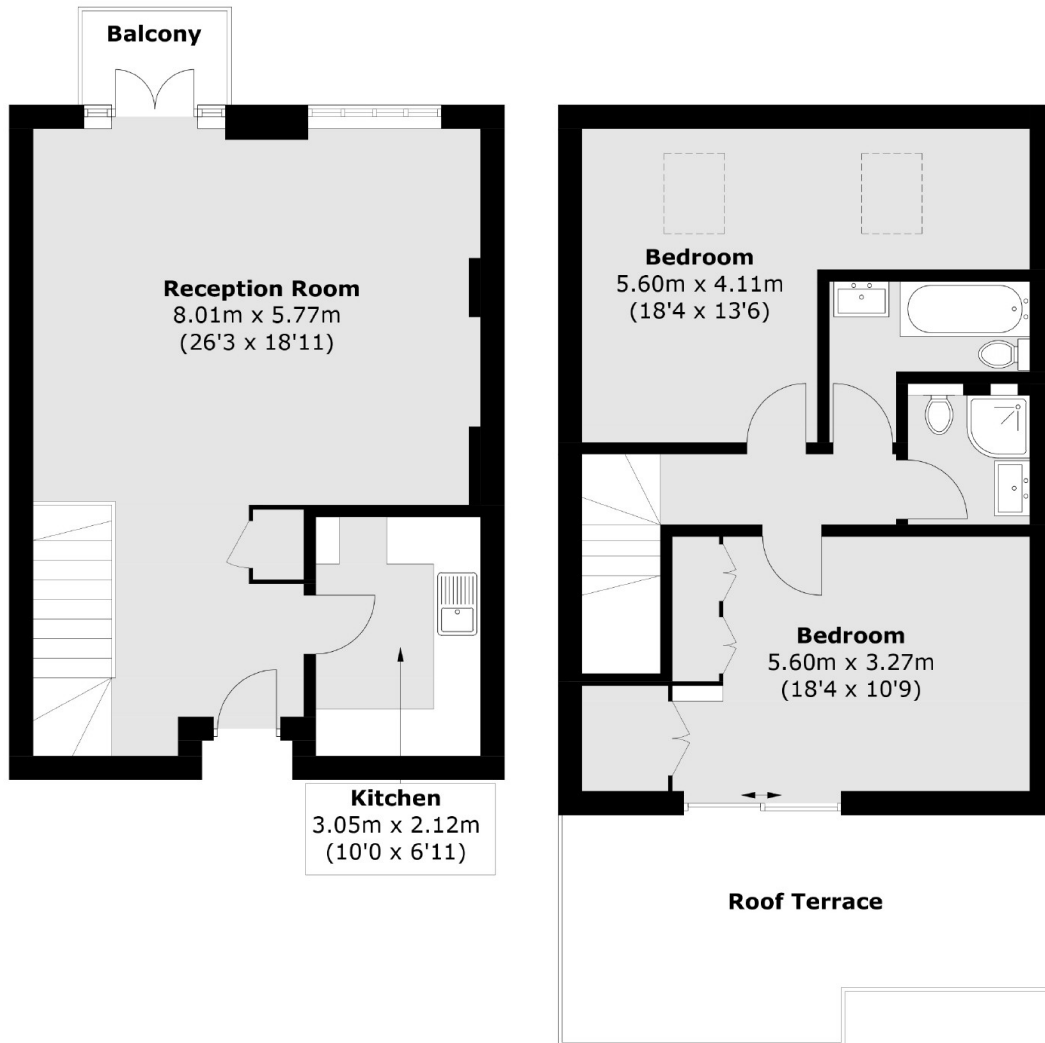 Balcony
Reception Room
8.01m x 5.77m
(26'3 x 18'11)
Kitchen
3.05m x 2.12m
(10'0 x 6'11)
Bedroom
5.60m x 4.11m
(18'4 x 13'6)
Bedroom
5.60m x 3.27m
(18'4 x 10'9)
Roof Terrace